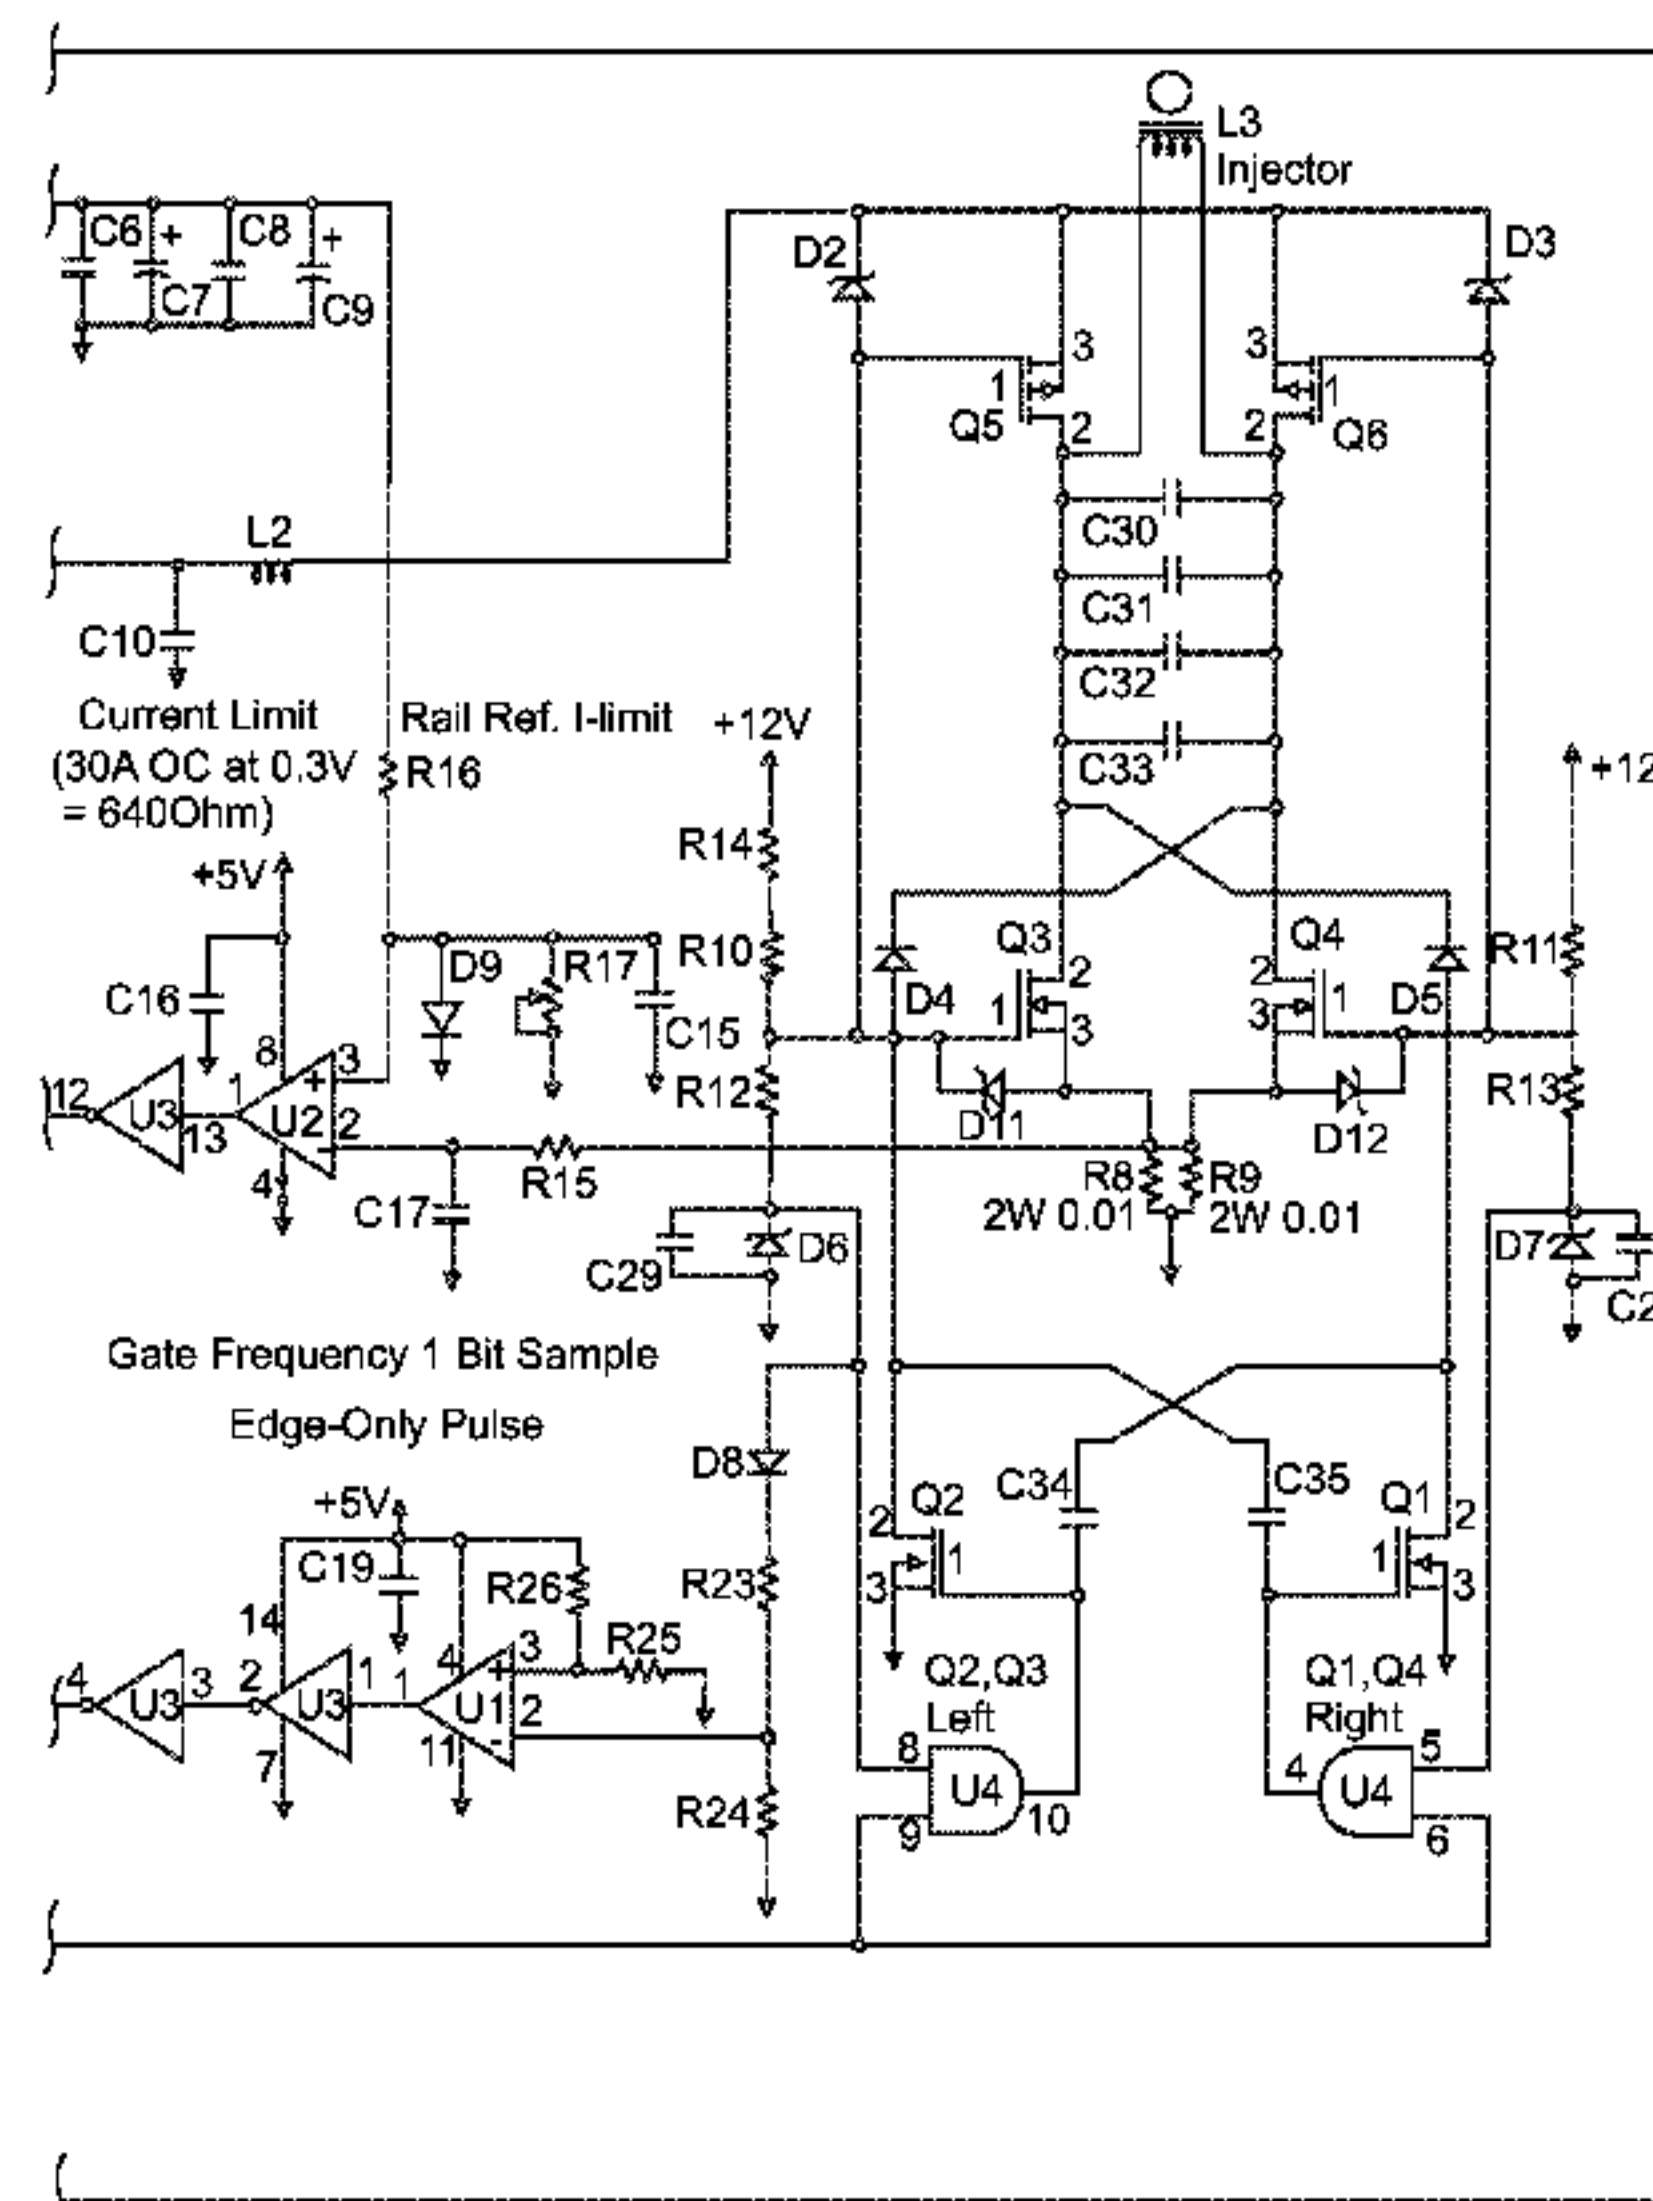 L3
Injector
C6 + C8 +
C7 C9
D2
D3
3 3
1 1
Q5 Q6
2 2
L2
C30
C31
C32
C33
C10
Current Limit
(30A OC at 0.3V
= 640Ohm)
Rail Ref. I-limit
R16
+12V
+12
R14
+5V
R10
R11
Q3
Q4
2 2
1 1
3 3
D4
D5
D9
R17
C16
C15
8
3
1
+
12
U3
13
U2
2
-
4
R12
R13
D11
D12
R15
R8
2W 0.01
R9
2W 0.01
C17
C29
D6
D7
C2
Gate Frequency 1 Bit Sample
Edge-Only Pulse
D8
+5V
C34
C35
Q2
Q1
2 2
1 1
3 3
C19
R26
R23
14
R25
4
3
+
4 U3 3
2 U3 1
1 U1 2
-
7
11
R24
Q2,Q3
Left
Q1,Q4
Right
8
U4
9
10
5
4
U4
6